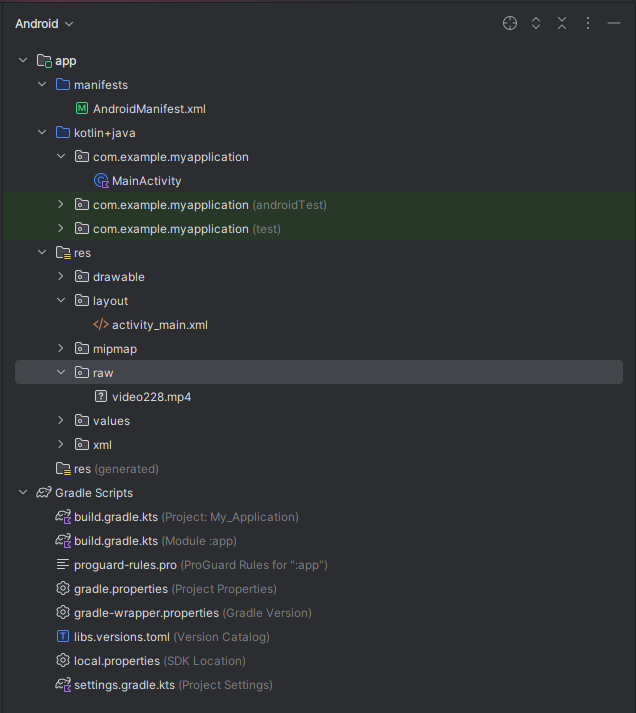 Android
app
manifests
AndroidManifest.xml
kotlin+java
com.example.myapplication
MainActivity
com.example.myapplication (androidTest)
com.example.myapplication (test)
res
drawable
layout
activity_main.xml
mipmap
raw
video228.mp4
values
xml
res (generated)
Gradle Scripts
build.gradle.kts (Project: My_Application)
build.gradle.kts (Module :app)
proguard-rules.pro (ProGuard Rules for ":app")
gradle.properties (Project Properties)
gradle-wrapper.properties (Gradle Version)
libs.versions.toml (Version Catalog)
local.properties (SDK Location)
settings.gradle.kts (Project Settings)